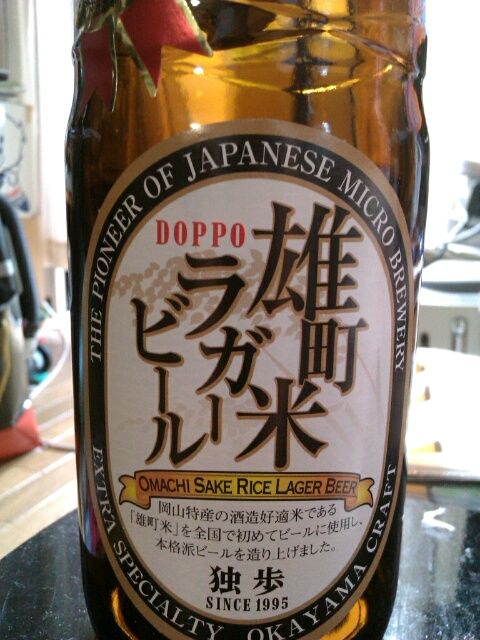 THE PIONEER OF JAPANESE MICRO BREWERY
DOPPO
雄町米
ラガー
ビール
OMACHI SAKE RICE LAGER BEER
岡山特産の酒造好適米である
「雄町米」を全国で初めてビールに使用し、
本格派ビールを造り上げました。
独歩
SINCE 1995
EXTRA SPECIALTY OKAYAMA CRAFT